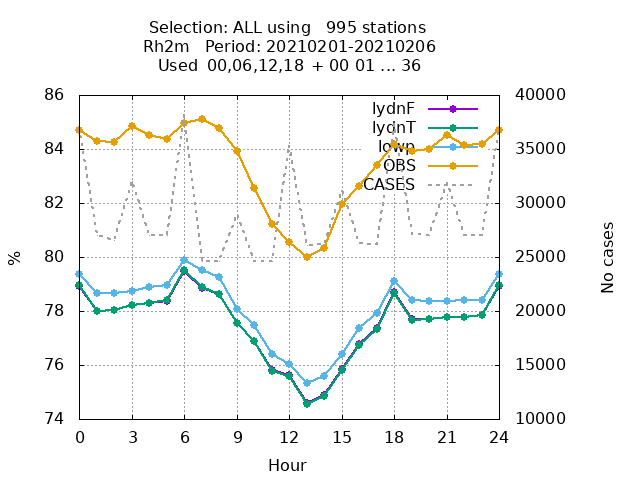 Selection: ALL using   995 stations
Rh2m   Period: 20210201-20210206
Used  00,06,12,18  + 00 01 ... 36
86
84
82
80
78
76
74
40000
35000
30000
25000
20000
15000
10000
lydnF
lydnT
lowp
OBS
CASES
%
No cases
0 3 6 9 12 15 18 21 24
Hour